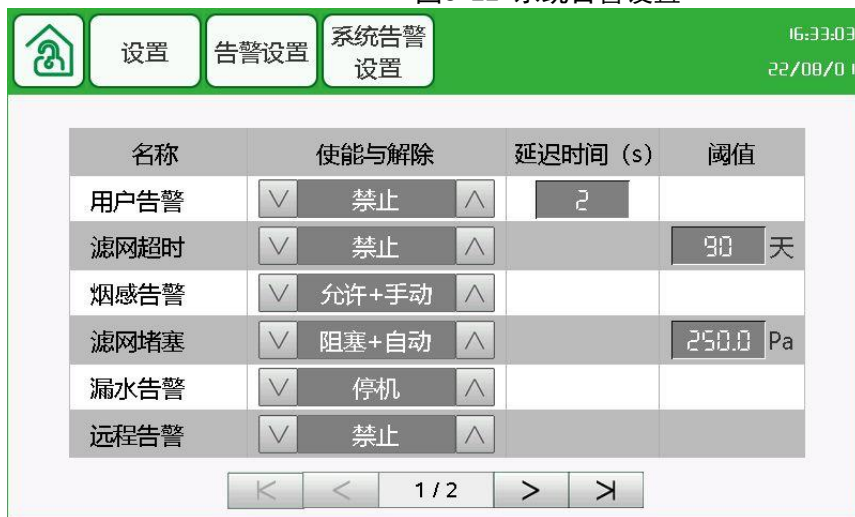 设置 告警设置 系统告警
设置
16:33:03
名称 使能与解除 延迟时间 (s) 阈值
用户告警 V 禁止 Λ 2
滤网超时 V 禁止 Λ 90 天
烟感告警 V 允许+手动 Λ
滤网堵塞 V 阻塞+自动 Λ 250.0 Pa
漏水告警 V 停机 Λ
远程告警 V 禁止 Λ
1 / 2